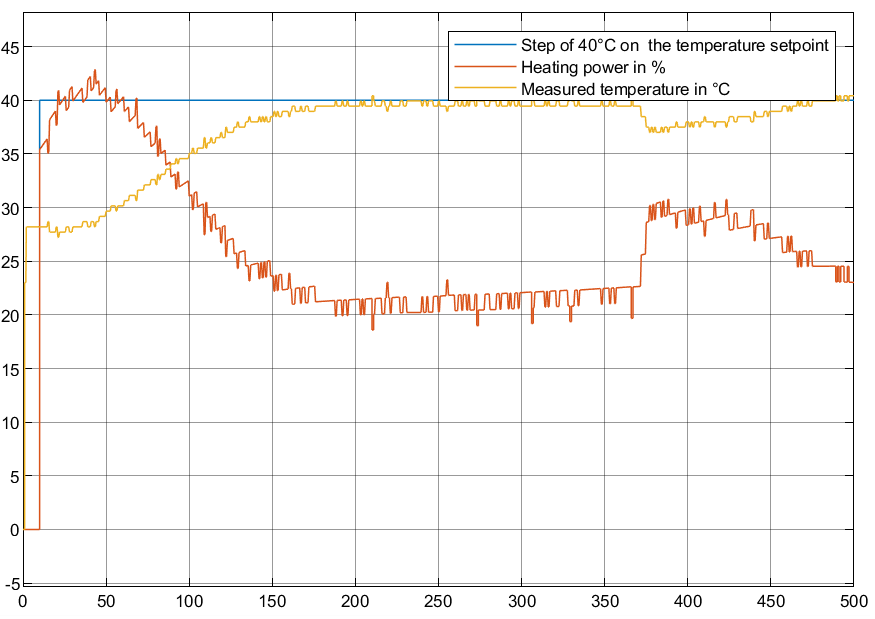 Step of 40°C on  the temperature setpoint
Heating power in %
Measured temperature in °C
45
40
35
30
25
20
15
10
5
0
-5
0 50 100 150 200 250 300 350 400 450 500